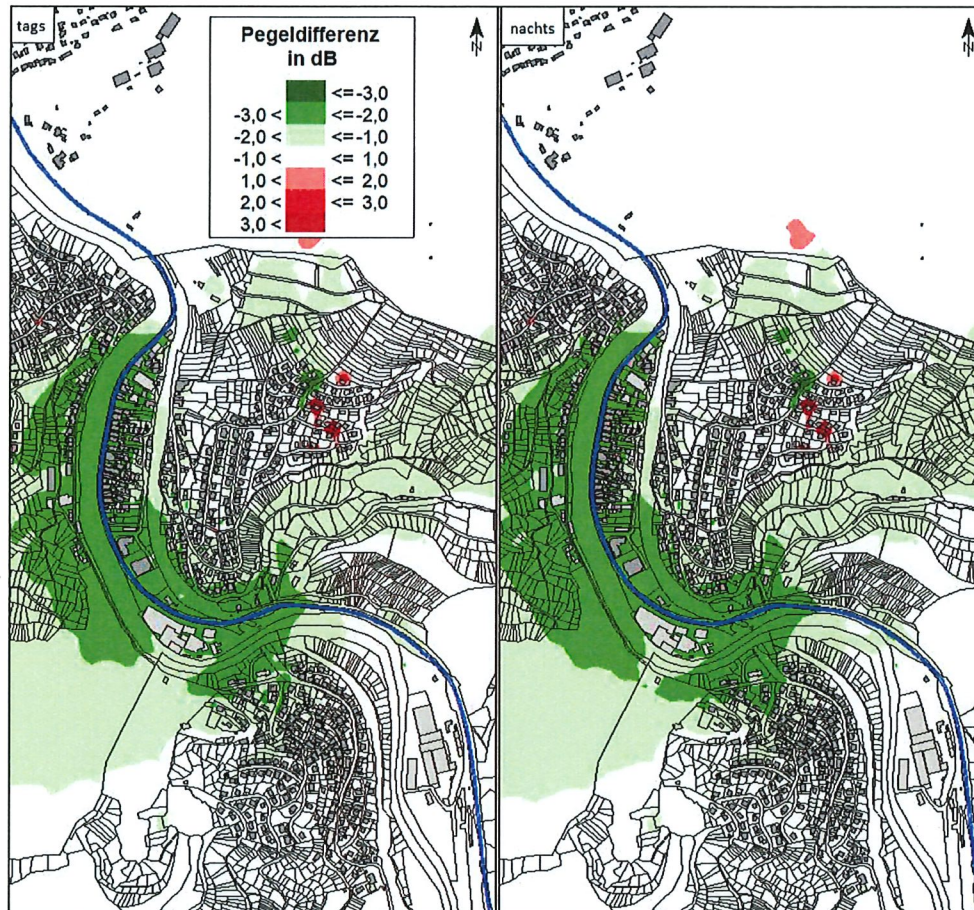 tags
Pegeldifferenz
in dB
<=-3,0
-3,0 < <=-2,0
-2,0 < <=-1,0
-1,0 < <= 1,0
1,0 < <= 2,0
2,0 < <= 3,0
3,0 <
N
nachts
N